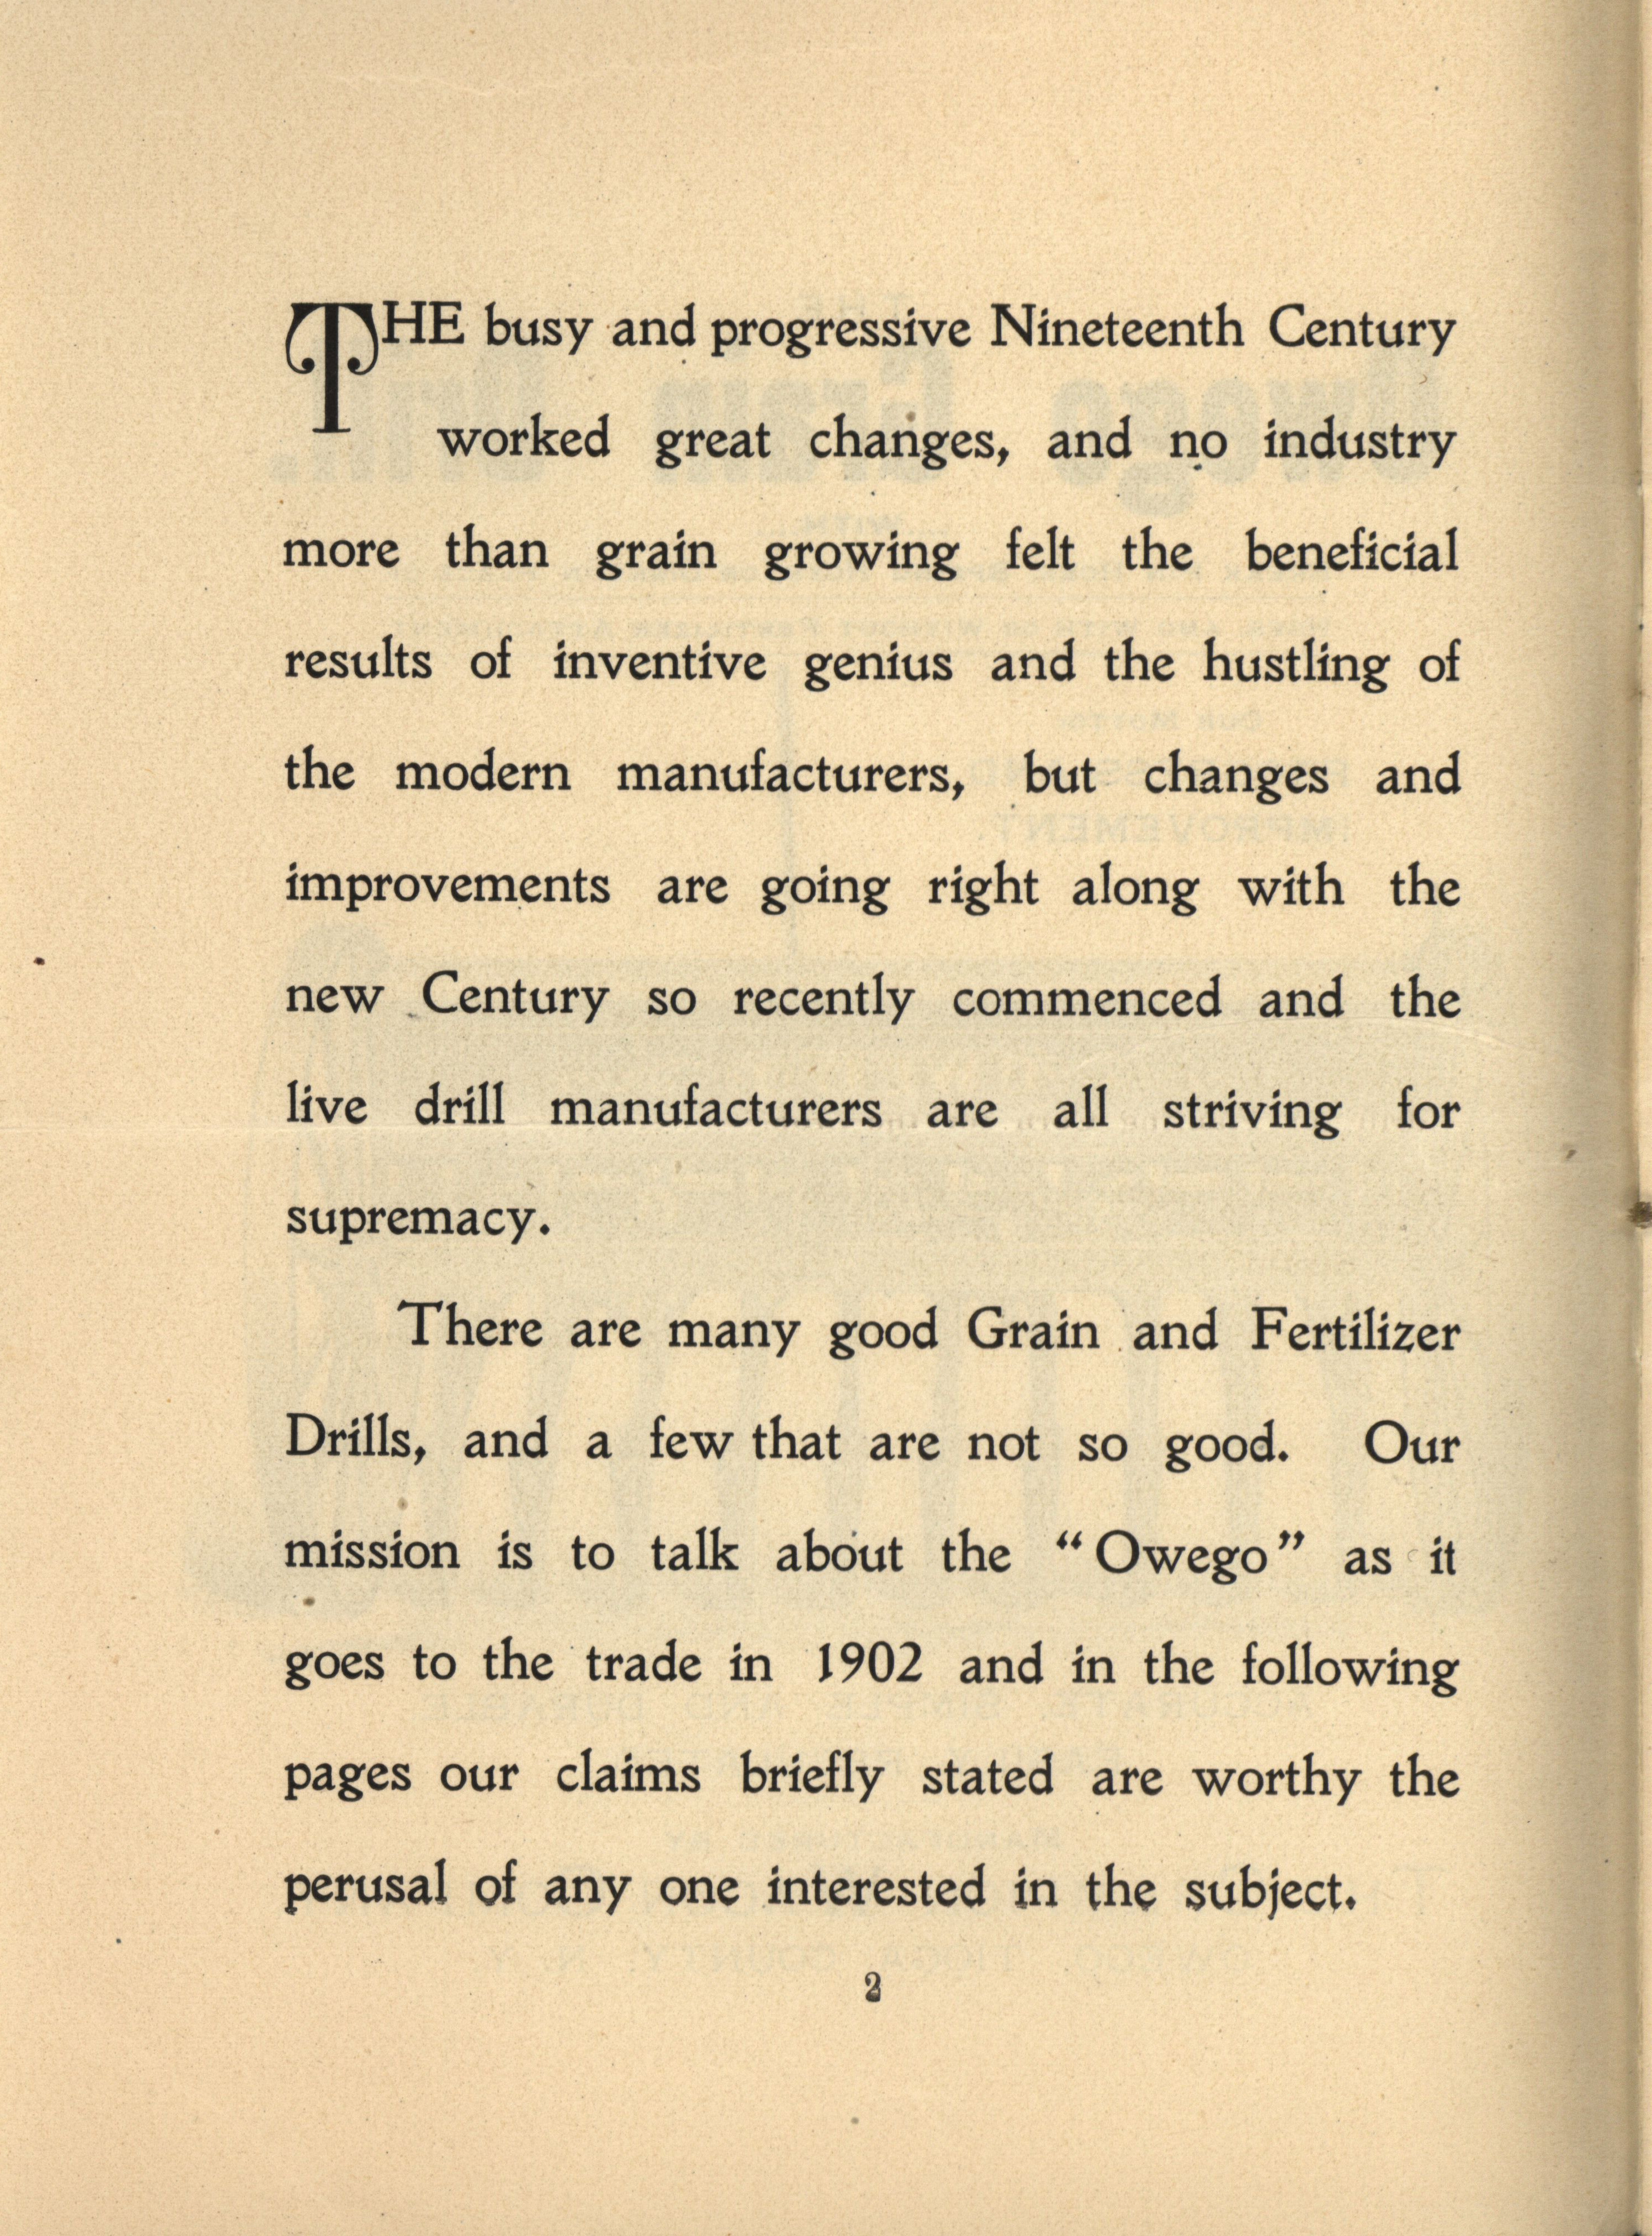 THE busy and progressive Nineteenth Century
worked great changes, and no industry
more than grain growing felt the beneficial
results of inventive genius and the hustling of
the modern manufacturers, but changes and
improvements are going right along with the
new Century so recently commenced and the
live drill manufacturers are all striving for
supremacy.
There are many good Grain and Fertilizer
Drills, and a few that are not so good. Our
mission is to talk about the “Owego” as it
goes to the trade in 1902 and in the following
pages our claims briefly stated are worthy the
perusal of any one interested in the subject.
2